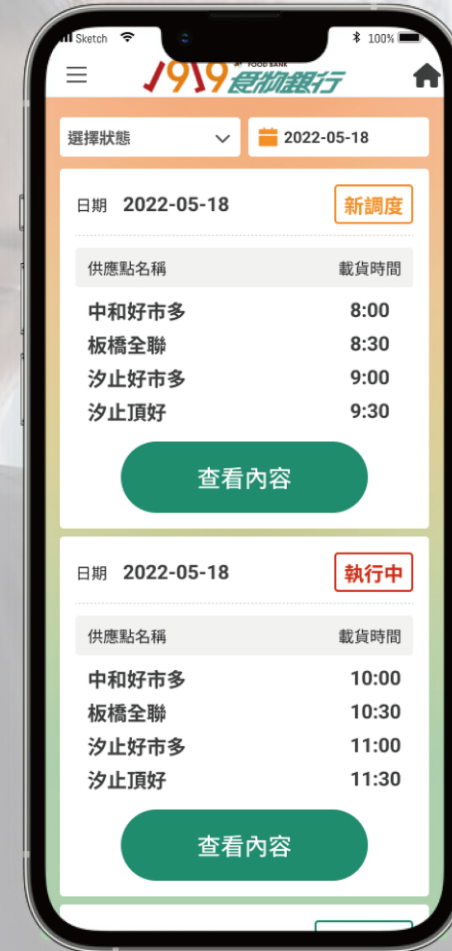 Sketch 100%
1919 FOOD BANK 食物銀行
選擇狀態 2022-05-18
日期 2022-05-18 新調度
供應點名稱 載貨時間
中和好市多 8:00
板橋全聯 8:30
汐止好市多 9:00
汐止頂好 9:30
查看內容
日期 2022-05-18 執行中
供應點名稱 載貨時間
中和好市多 10:00
板橋全聯 10:30
汐止好市多 11:00
汐止頂好 11:30
查看內容